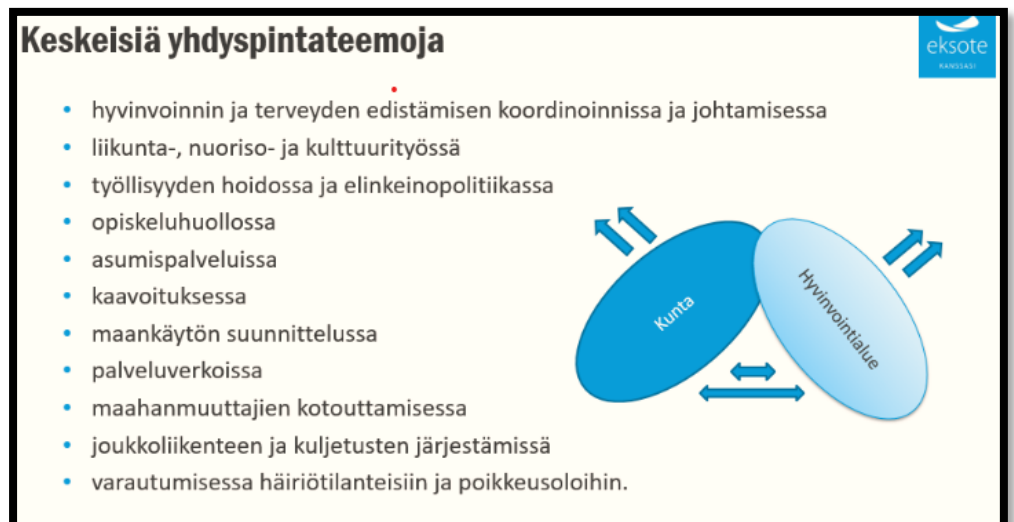 Keskeisiä yhdyspintateemoja
eksote
KANSSASI
hyvinvoinnin ja terveyden edistämisen koordinoinnissa ja johtamisessa
liikunta-, nuoriso- ja kulttuurityössä
työllisyyden hoidossa ja elinkeinopolitiikassa
opiskeluhuollossa
asumispalveluissa
kaavoituksessa
maankäytön suunnittelussa
palveluverkoissa
maahanmuuttajien kotouttamisessa
joukkoliikenteen ja kuljetusten järjestämissä
varautumisessa häiriötilanteisiin ja poikkeusoloihin.
Kunta
Hyvinvointialue